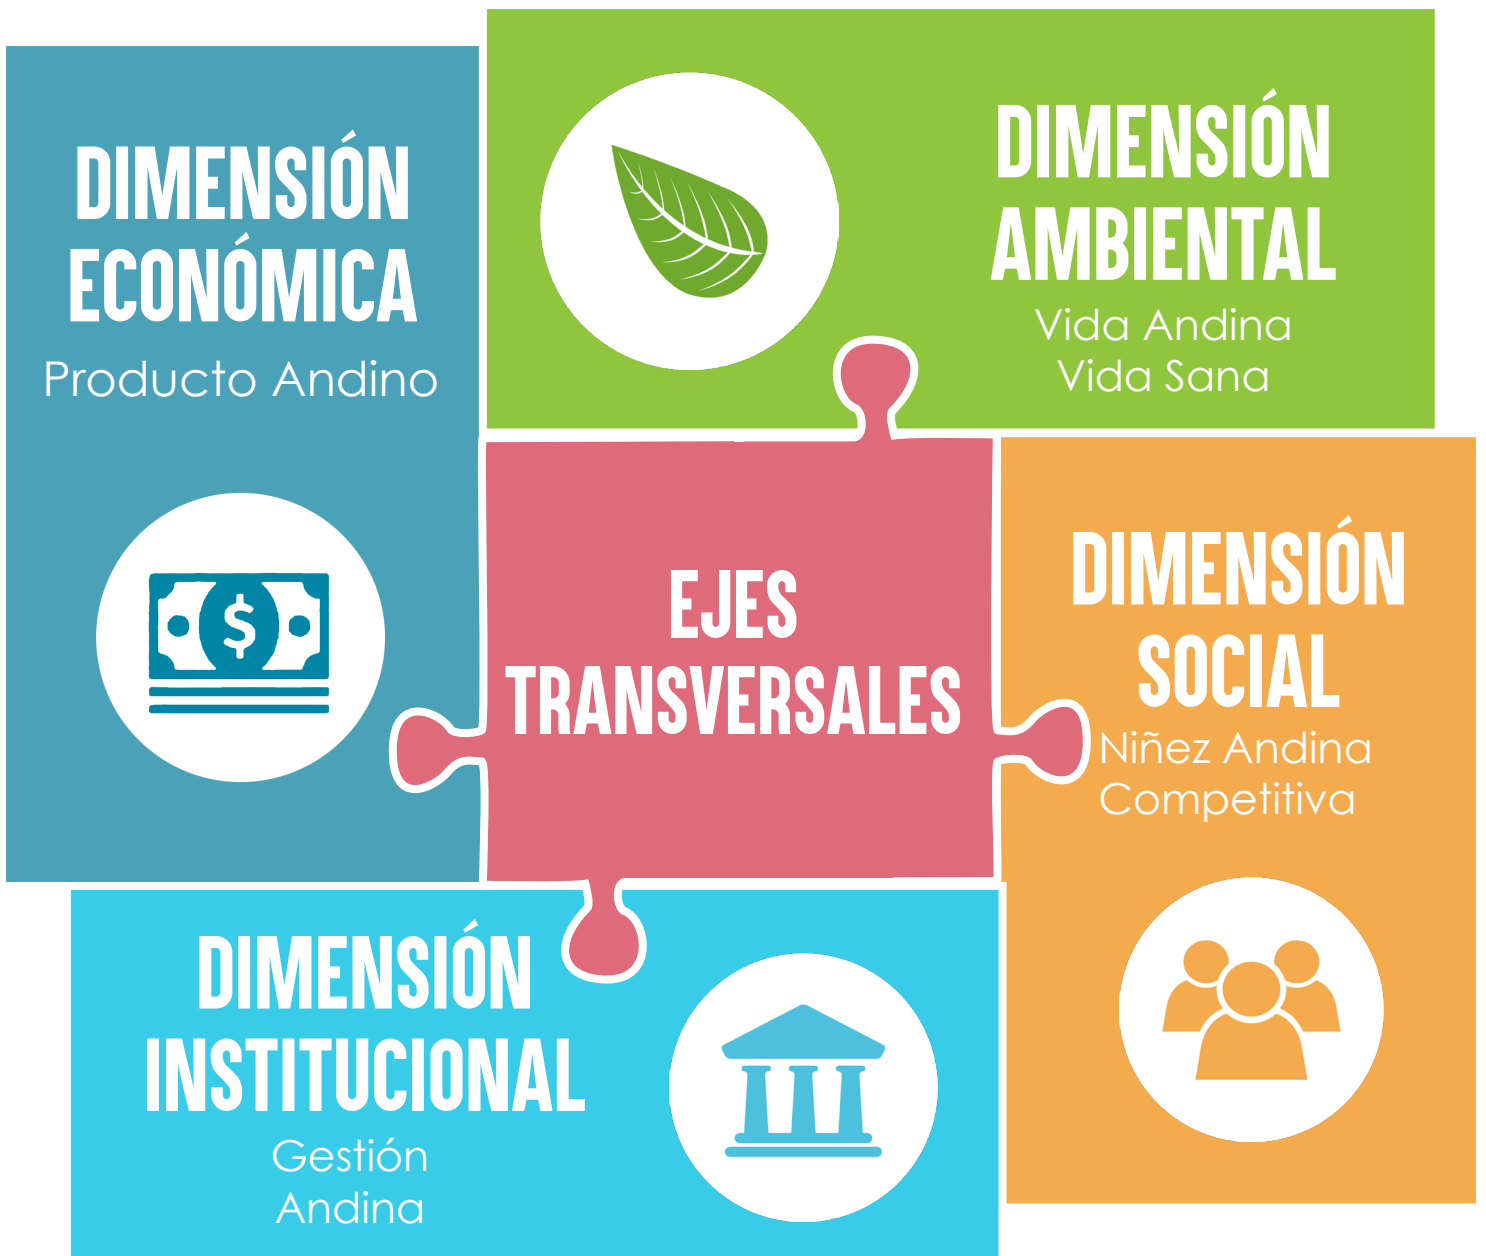 DIMENSIÓN
ECONÓMICA
Producto Andino
$
DIMENSIÓN
AMBIENTAL
Vida Andina
Vida Sana
EJES
TRANSVERSALES
DIMENSIÓN
SOCIAL
Niñez Andina
Competitiva
DIMENSIÓN
INSTITUCIONAL
Gestión
Andina